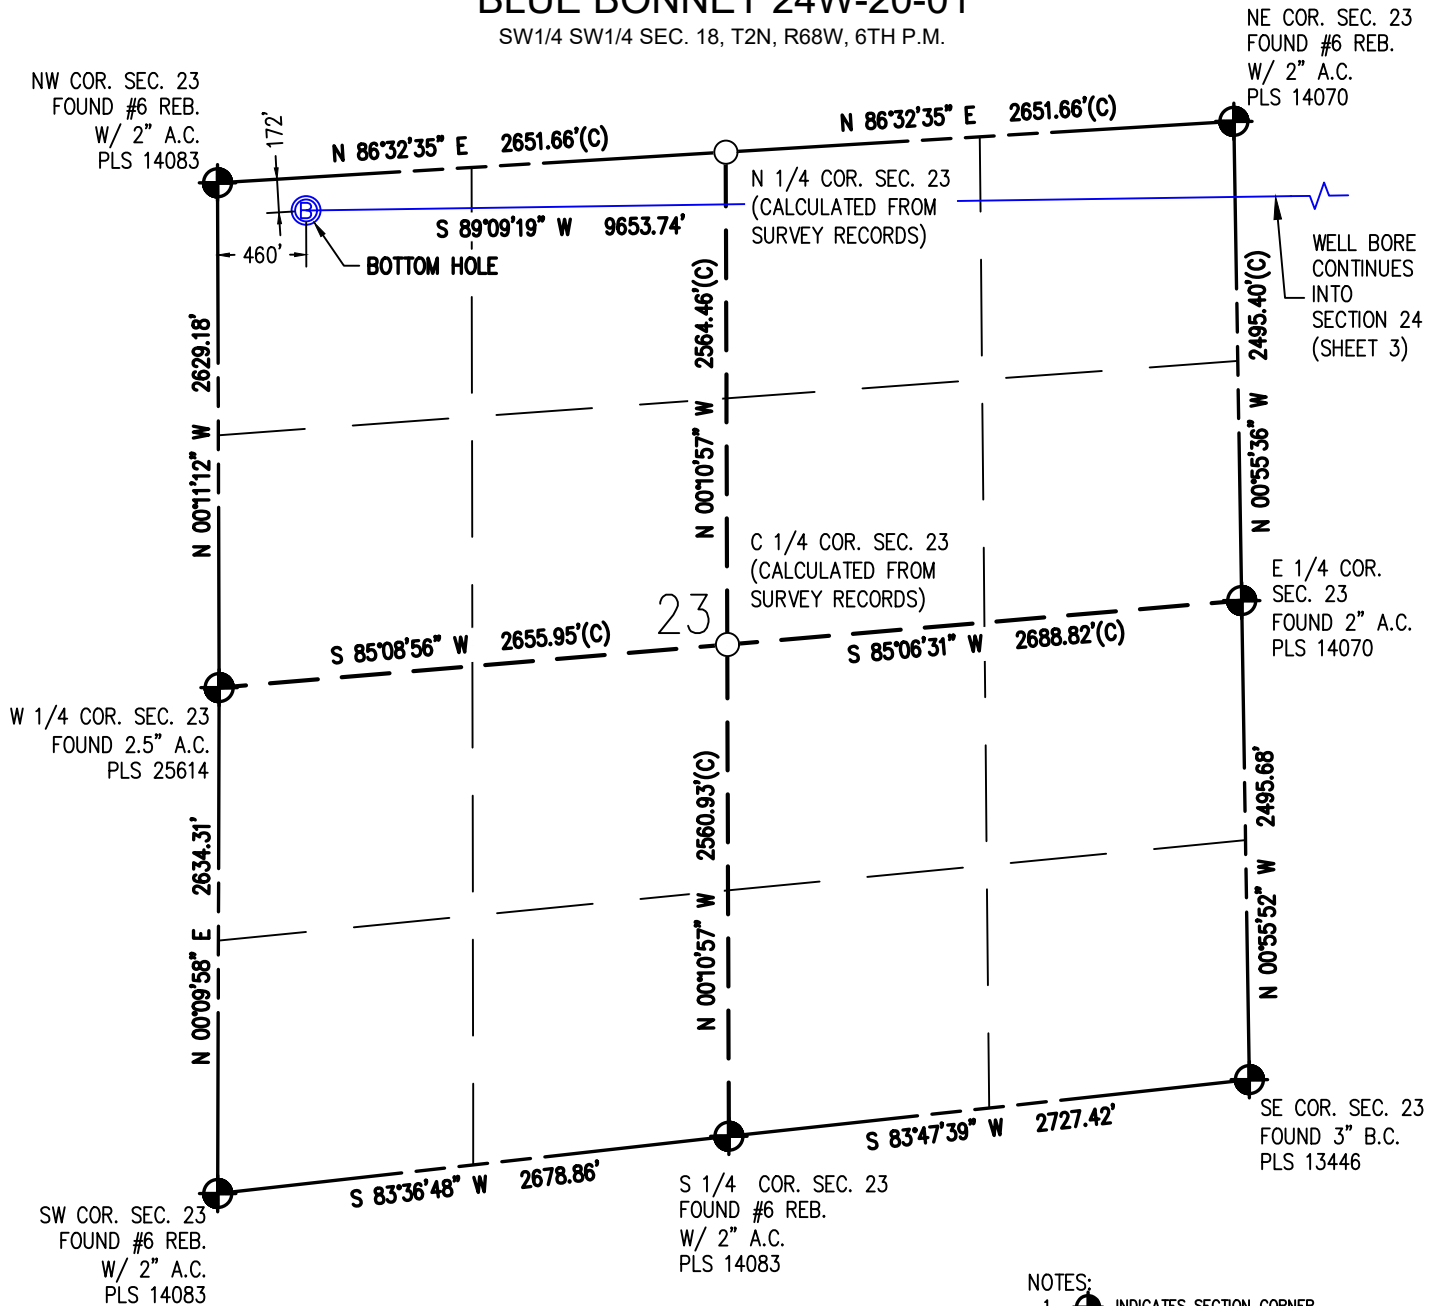 BLUE BONNET 24W-20-01
SW1/4 SW1/4 SEC. 18, T2N, R68W, 6TH P.M.
NW COR. SEC. 23
FOUND #6 REB.
W/ 2" A.C.
PLS 14083
NE COR. SEC. 23
FOUND #6 REB.
W/ 2" A.C.
PLS 14070
172'
N 86°32'35" E 2651.66'(C)
N 86°32'35" E 2651.66'(C)
N 1/4 COR. SEC. 23
(CALCULATED FROM
SURVEY RECORDS)
B
S 89°09'19" W 9653.74'
460'
BOTTOM HOLE
WELL BORE
CONTINUES
INTO
SECTION 24
(SHEET 3)
N 00°11'12" W 2629.18'
N 00°10'57" W 2564.46'(C)
N 00°55'36" W 2495.40'(C)
C 1/4 COR. SEC. 23
(CALCULATED FROM
SURVEY RECORDS)
23
E 1/4 COR.
SEC. 23
FOUND 2" A.C.
PLS 14070
S 85°08'56" W 2655.95'(C)
S 85°06'31" W 2688.82'(C)
W 1/4 COR. SEC. 23
FOUND 2.5" A.C.
PLS 25614
N 00°09'58" E 2634.31'
N 00°10'57" W 2560.93'(C)
N 00°55'52" W 2495.68'
S 83°36'48" W 2678.86'
S 83°47'39" W 2727.42'
SE COR. SEC. 23
FOUND 3" B.C.
PLS 13446
S 1/4 COR. SEC. 23
FOUND #6 REB.
W/ 2" A.C.
PLS 14083
SW COR. SEC. 23
FOUND #6 REB.
W/ 2" A.C.
PLS 14083
NOTES:
1. INDICATES SECTION CORNER